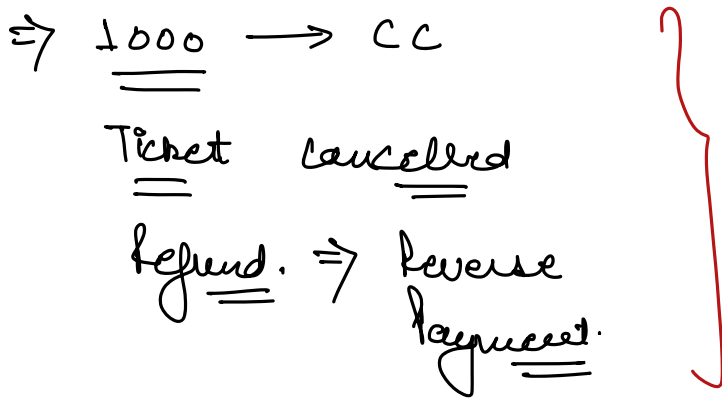 ⇒ 1000 → CC
Ticket cancelled
Refund. ⇒ Reverse
Payment.